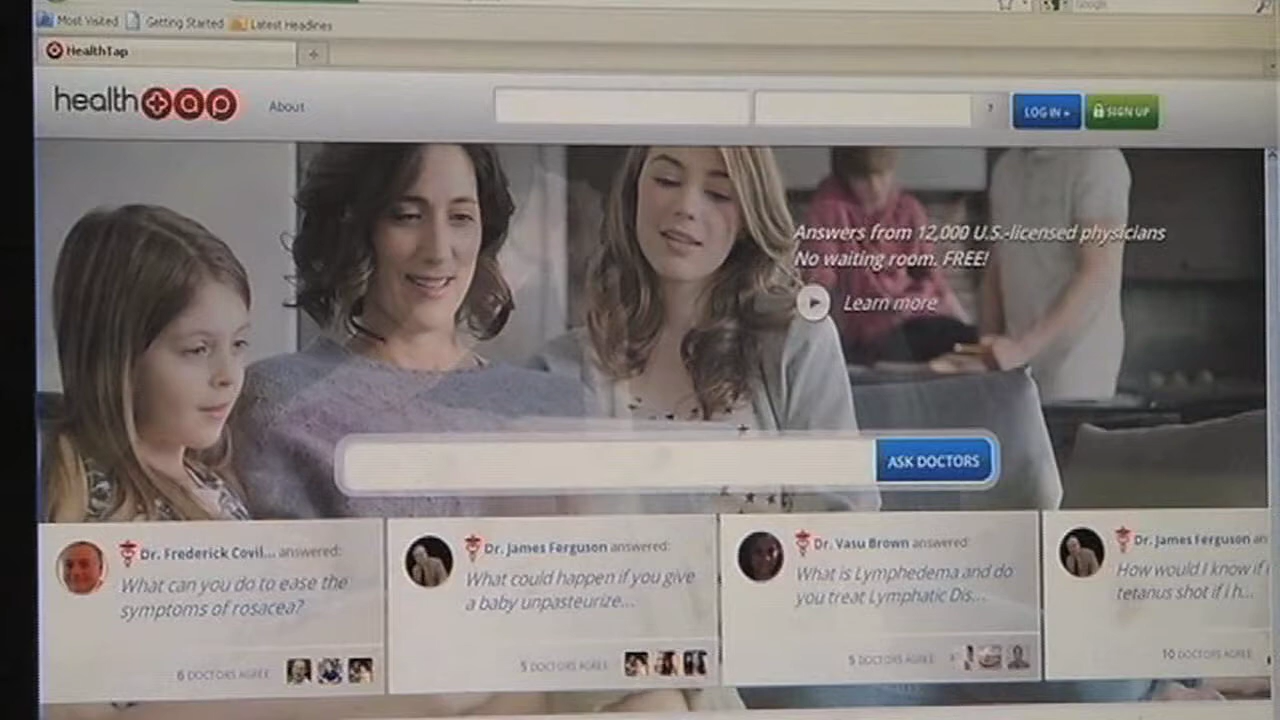 Most Visited Getting Started Latest Headlines
Google
HealthTap
health tap About LOG IN SIGN UP
Answers from 12,000 U.S.-licensed physicians
No waiting room. FREE!
Learn more
ASK DOCTORS
Dr. Frederick Covil... answered:
What can you do to ease the
symptoms of rosacea?
6 DOCTORS AGREE
Dr. James Ferguson answered:
What could happen if you give
a baby unpasteurize...
5 DOCTORS AGREE
Dr. Vasu Brown answered:
What is Lymphedema and do
you treat Lymphatic Dis...
5 DOCTORS AGREE
Dr. James Ferguson an
How would I know if i
tetanus shot if i h...
10 DOCTORS AGREE